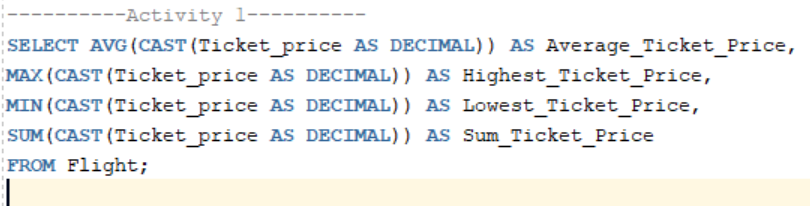 ----------Activity 1----------
SELECT AVG(CAST(Ticket_price AS DECIMAL)) AS Average_Ticket_Price,
MAX(CAST(Ticket_price AS DECIMAL)) AS Highest_Ticket_Price,
MIN(CAST(Ticket_price AS DECIMAL)) AS Lowest_Ticket_Price,
SUM(CAST(Ticket_price AS DECIMAL)) AS Sum_Ticket_Price
FROM Flight;